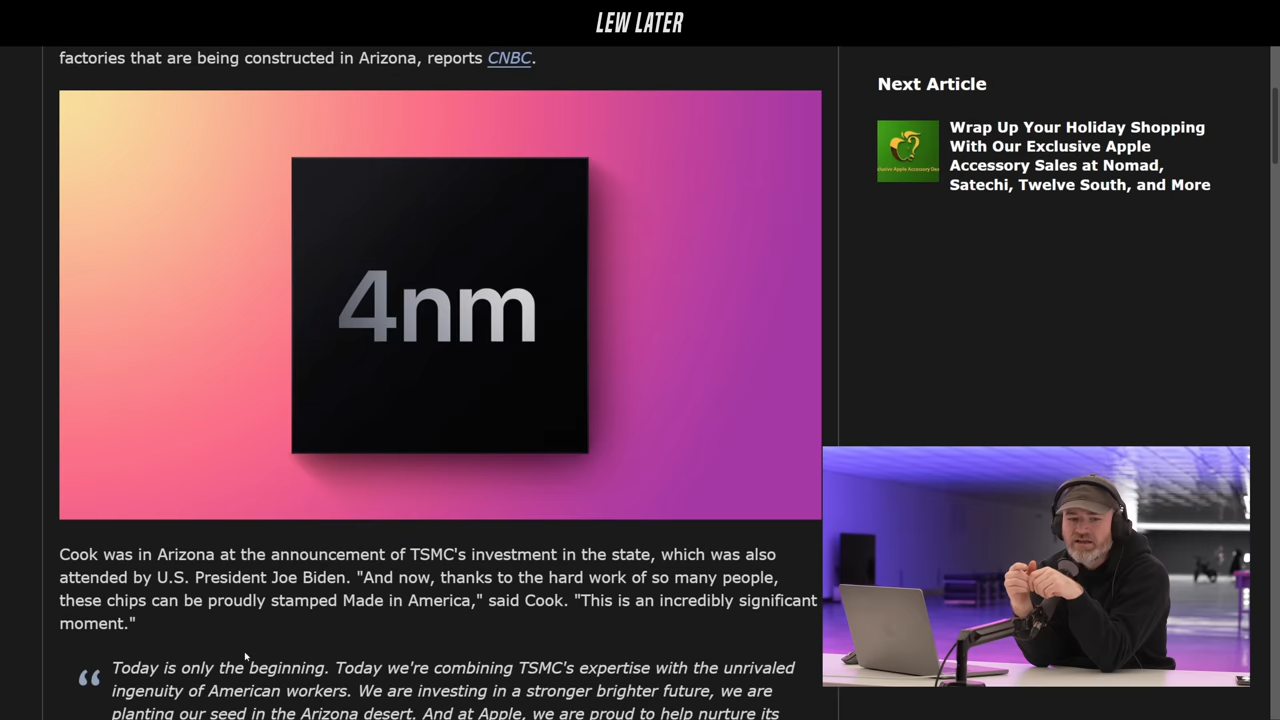 LEW LATER
factories that are being constructed in Arizona, reports CNBC.
4nm
Cook was in Arizona at the announcement of TSMC's investment in the state, which was also
attended by U.S. President Joe Biden. "And now, thanks to the hard work of so many people,
these chips can be proudly stamped Made in America," said Cook. "This is an incredibly significant
moment."
“ Today is only the beginning. Today we're combining TSMC's expertise with the unrivaled
ingenuity of American workers. We are investing in a stronger brighter future, we are
planting our seed in the Arizona desert. And at Apple, we are proud to help nurture its
Next Article
Wrap Up Your Holiday Shopping
With Our Exclusive Apple
Accessory Sales at Nomad,
Satechi, Twelve South, and More